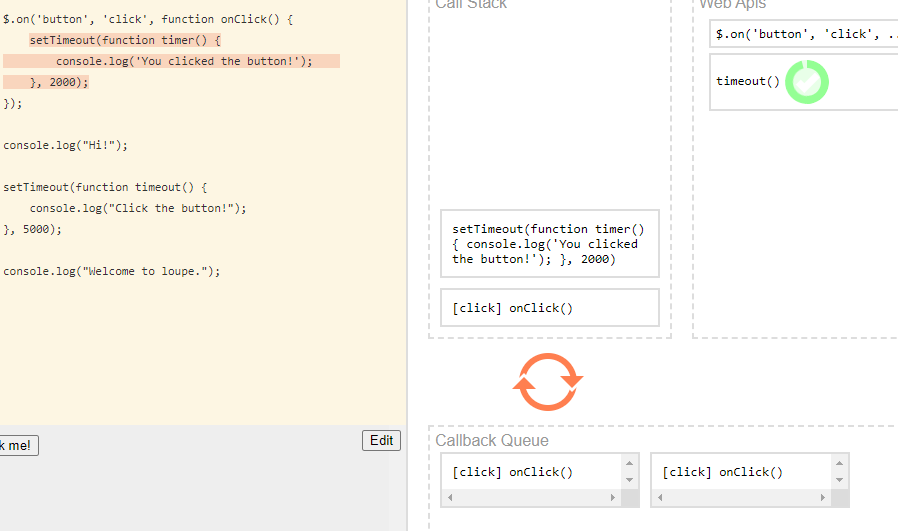 $.on('button', 'click', function onClick() {
setTimeout(function timer() {
console.log('You clicked the button!');
}, 2000);
});
console.log("Hi!");
setTimeout(function timeout() {
console.log("Click the button!");
}, 5000);
console.log("Welcome to loupe.");
k me!
Edit
Call Stack
setTimeout(function timer()
{ console.log('You clicked
the button!'); }, 2000)
[click] onClick()
Web Apis
$.on('button', 'click', ..
timeout()
Callback Queue
[click] onClick()
[click] onClick()